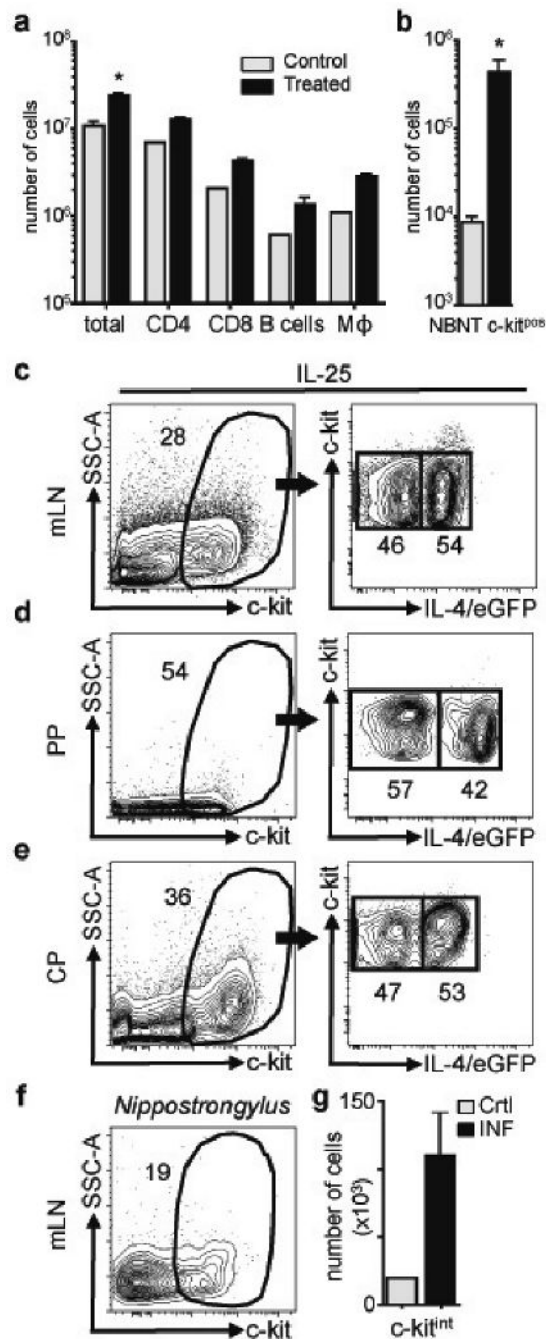 a
b
10^8
10^7
10^6
10^5
number of cells
Control
Treated
*
total CD4 CD8 B cells Mϕ
10^6
10^5
10^4
10^3
number of cells
*
NBNT c-kit^pos
c
IL-25
mLN
SSC-A
28
c-kit
c-kit
46 54
IL-4/eGFP
d
PP
SSC-A
54
c-kit
c-kit
57 42
IL-4/eGFP
e
CP
SSC-A
36
c-kit
c-kit
47 53
IL-4/eGFP
f
Nippostrongylus
mLN
SSC-A
19
c-kit
g
Crtl
INF
150
0
number of cells
(x10^3)
c-kit^int